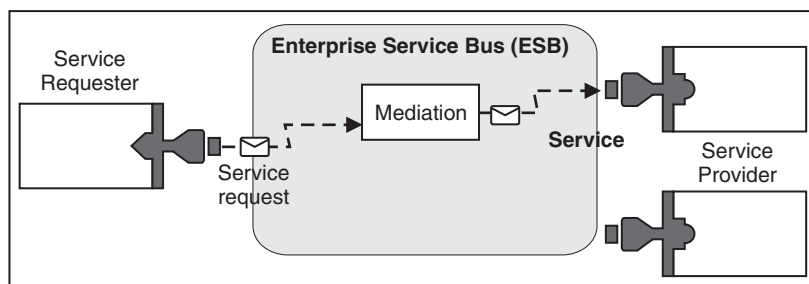 Service
Requester
Enterprise Service Bus (ESB)
Mediation
Service
request
Service
Service
Provider